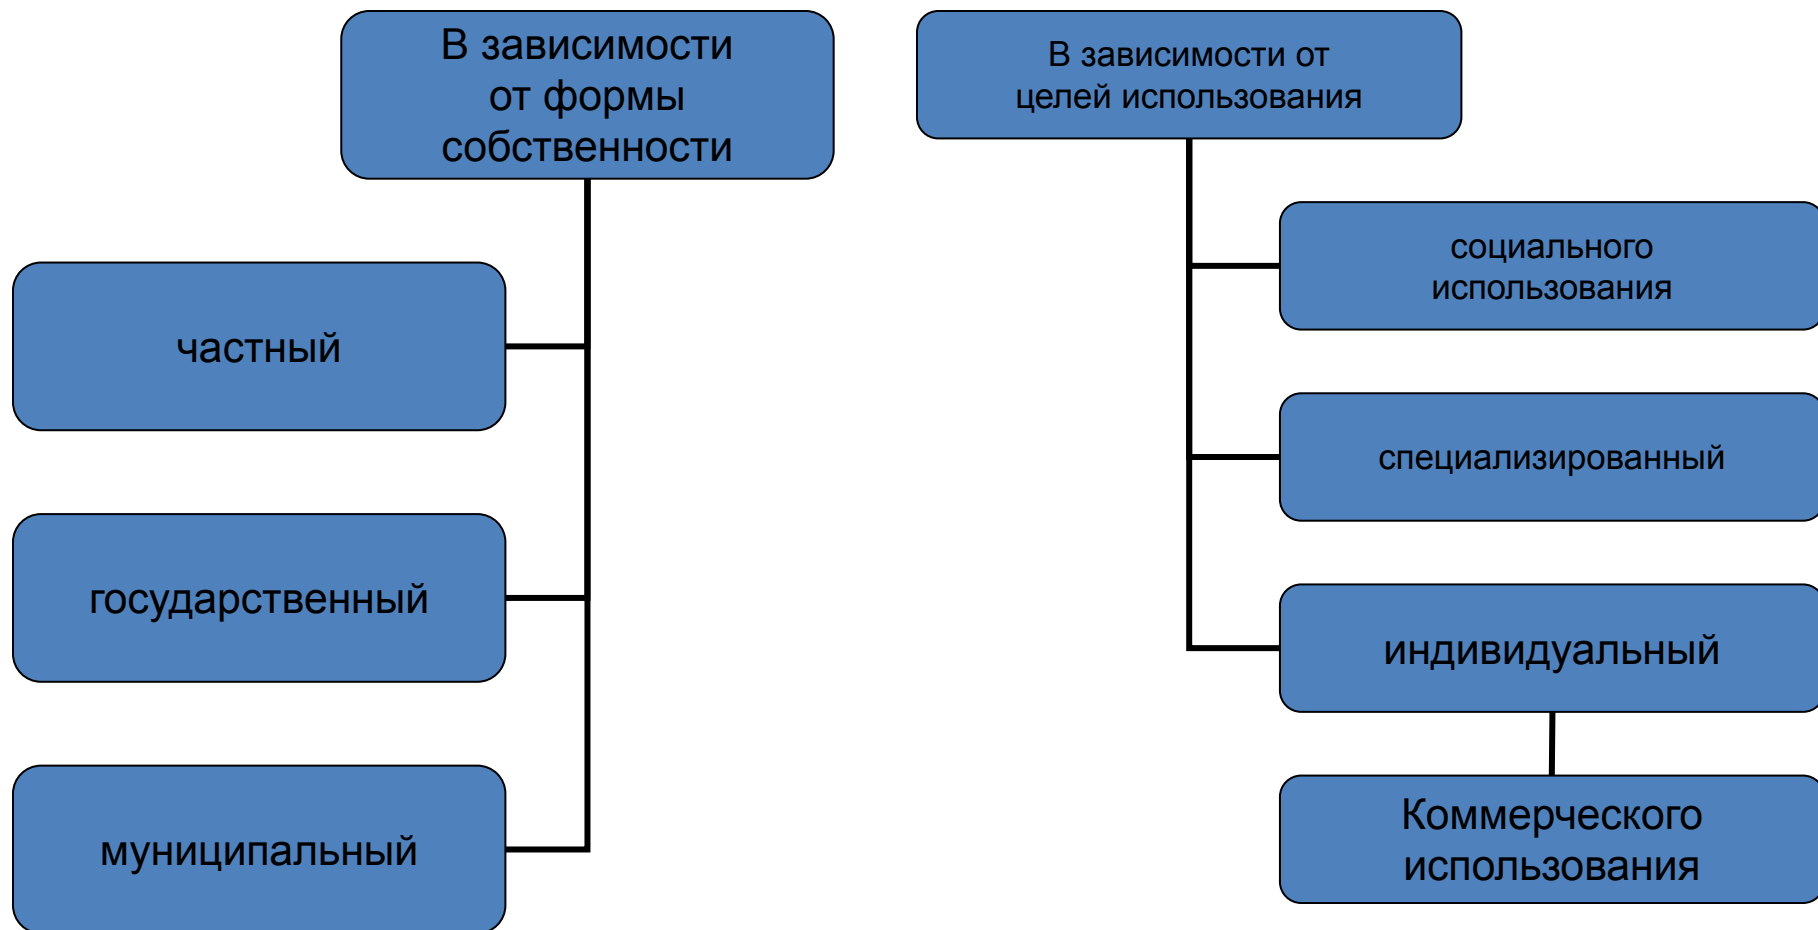 В зависимости
от формы
собственности
частный
государственный
муниципальный
В зависимости от
целей использования
социального
использования
специализированный
индивидуальный
Коммерческого
использования